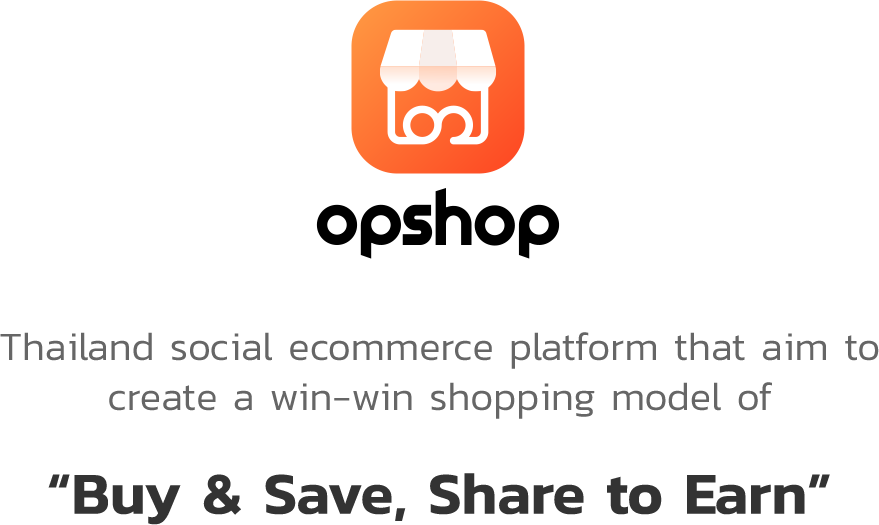 opshop
Thailand social ecommerce platform that aim to
create a win-win shopping model of
“Buy & Save, Share to Earn”